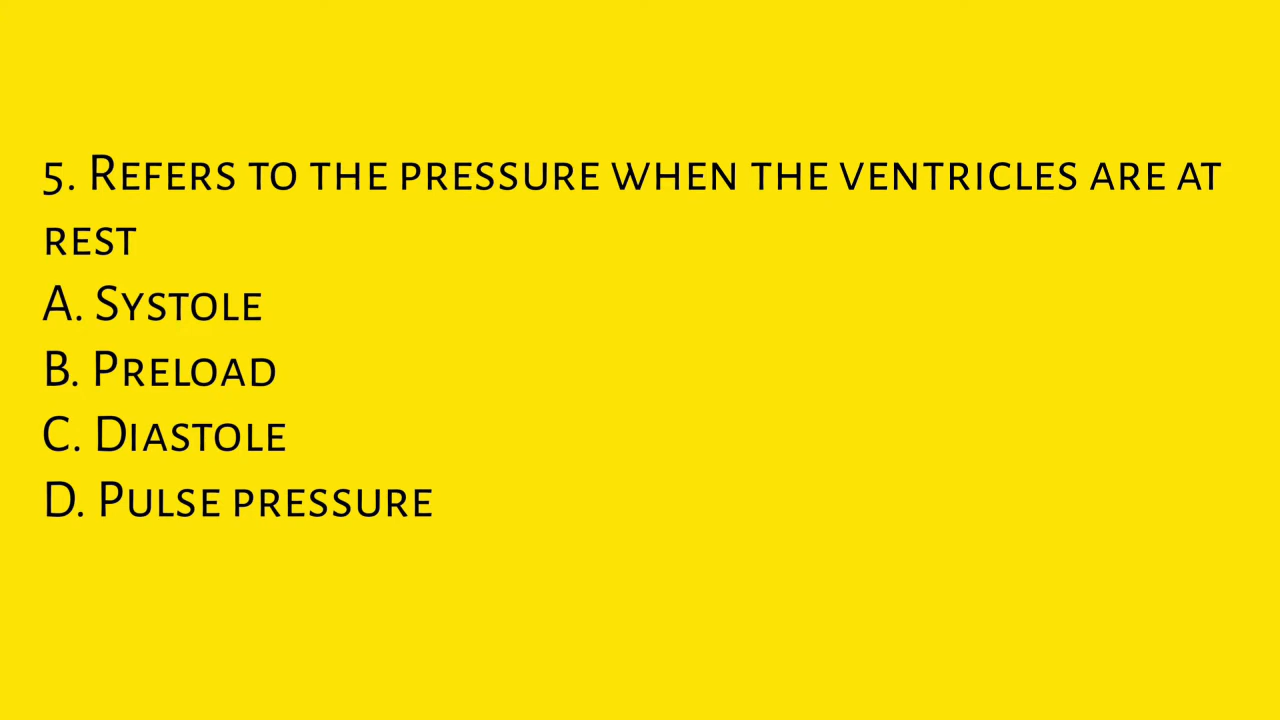 5. Refers to the pressure when the ventricles are at
rest
A. Systole
B. Preload
C. Diastole
D. Pulse pressure